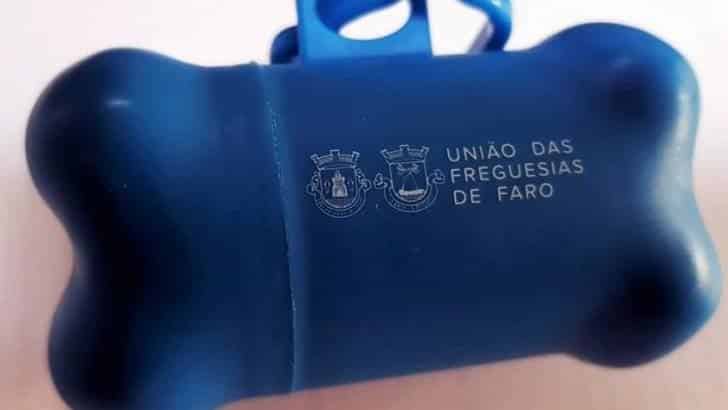 UNIÃO DAS
FREGUESIAS
DE FARO